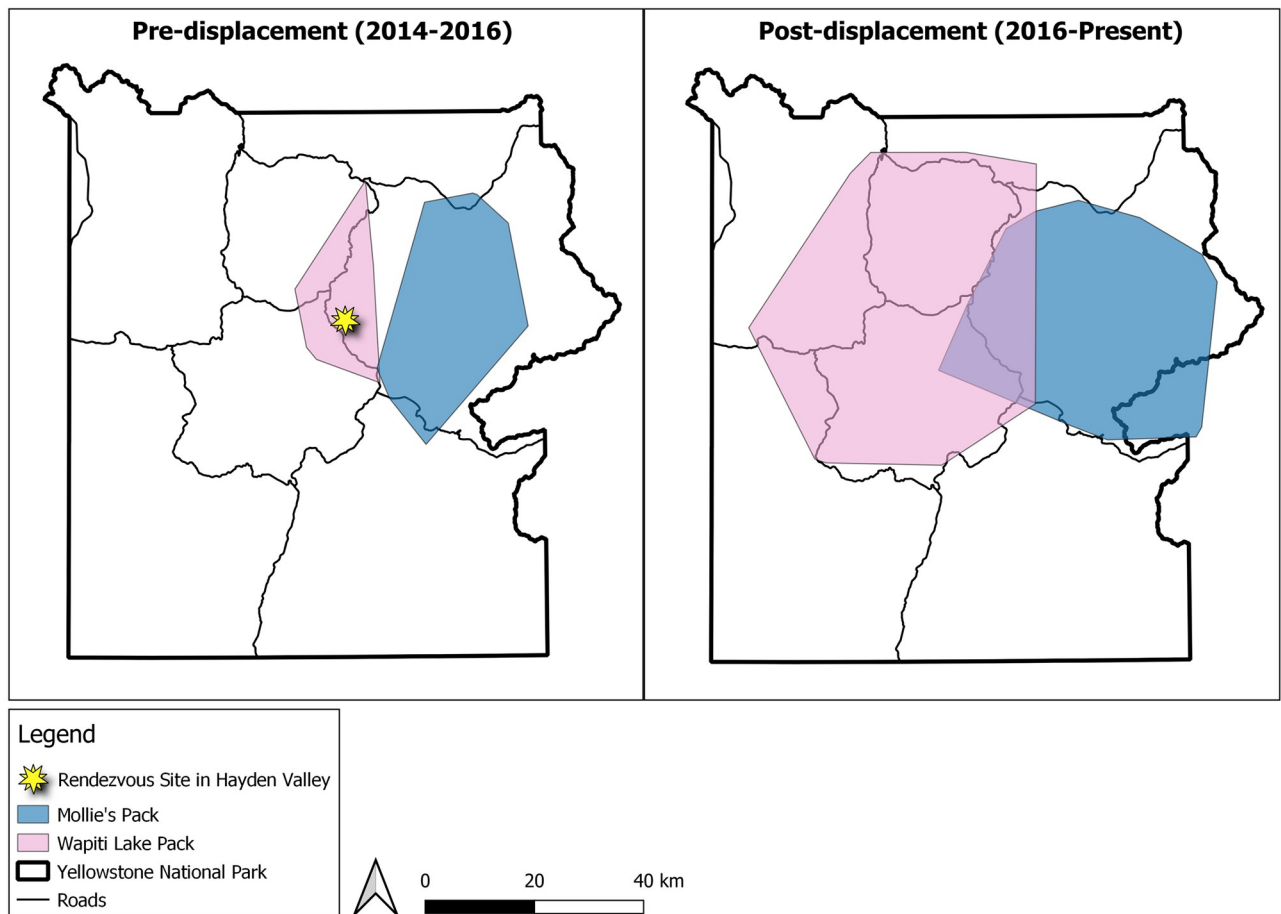 Pre-displacement (2014-2016)
Post-displacement (2016-Present)
Legend
Rendezvous Site in Hayden Valley
Mollie's Pack
Wapiti Lake Pack
Yellowstone National Park
Roads
0 20 40 km